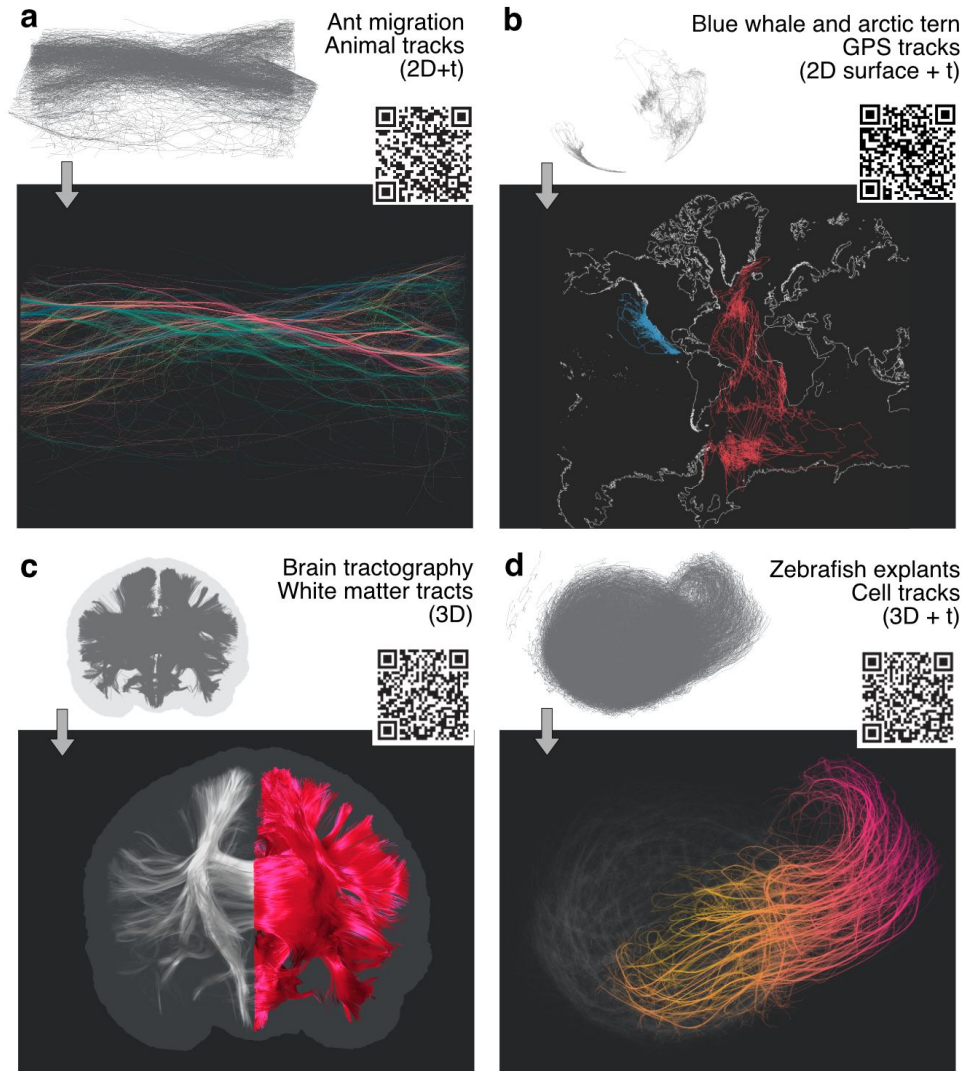 a
Ant migration
Animal tracks
(2D+t)
b
Blue whale and arctic tern
GPS tracks
(2D surface + t)
c
Brain tractography
White matter tracts
(3D)
d
Zebrafish explants
Cell tracks
(3D + t)